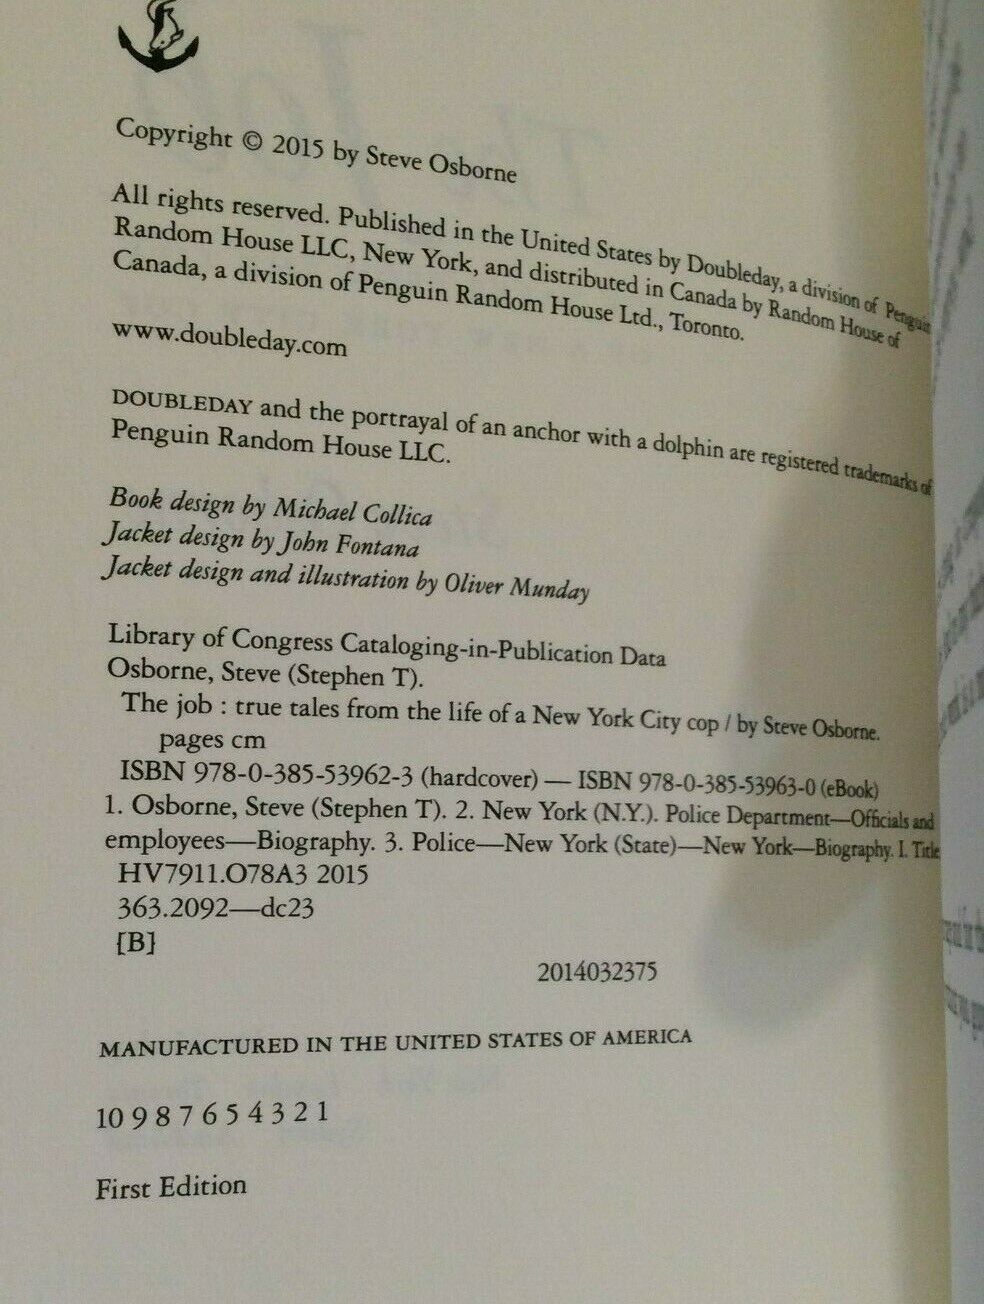 Copyright © 2015 by Steve Osborne
All rights reserved. Published in the United States by Doubleday, a division of Penguin
Random House LLC, New York, and distributed in Canada by Random House of
Canada, a division of Penguin Random House Ltd., Toronto.
www.doubleday.com
DOUBLEDAY and the portrayal of an anchor with a dolphin are registered trademarks of
Penguin Random House LLC.
Book design by Michael Collica
Jacket design by John Fontana
Jacket design and illustration by Oliver Munday
Library of Congress Cataloging-in-Publication Data
Osborne, Steve (Stephen T).
The job : true tales from the life of a New York City cop / by Steve Osborne.
pages cm
ISBN 978-0-385-53962-3 (hardcover) — ISBN 978-0-385-53963-0 (eBook)
1. Osborne, Steve (Stephen T). 2. New York (N.Y.). Police Department—Officials and
employees—Biography. 3. Police—New York (State)—New York—Biography. I. Title
HV7911.O78A3 2015
363.2092—dc23
[B]
2014032375
MANUFACTURED IN THE UNITED STATES OF AMERICA
10 9 8 7 6 5 4 3 2 1
First Edition